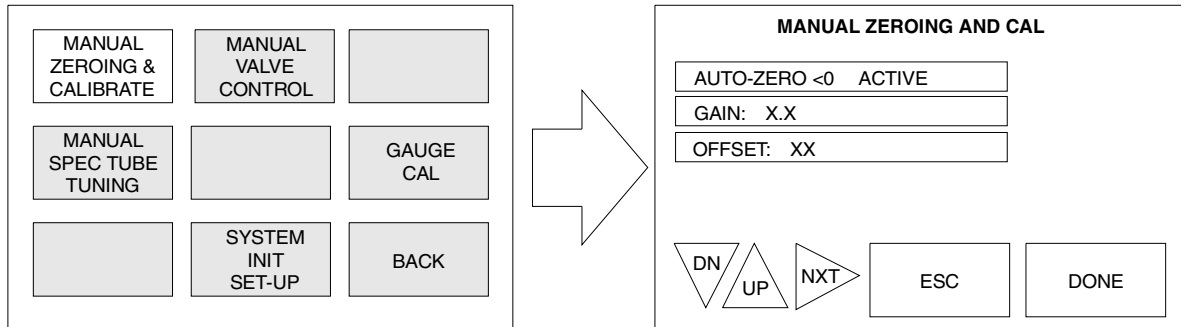 MANUAL
ZEROING &
CALIBRATE
MANUAL
VALVE
CONTROL
MANUAL
SPEC TUBE
TUNING
GAUGE
CAL
SYSTEM
INIT
SET-UP
BACK
MANUAL ZEROING AND CAL
AUTO-ZERO <0 ACTIVE
GAIN: X.X
OFFSET: XX
DN
UP
NXT
ESC
DONE